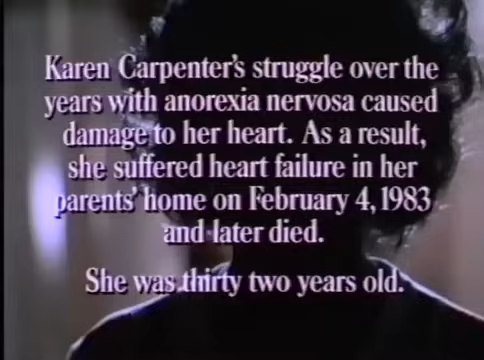 Karen Carpenter's struggle over the
years with anorexia nervosa caused
damage to her heart. As a result,
she suffered heart failure in her
parents' home on February 4, 1983
and later died.
She was thirty two years old.